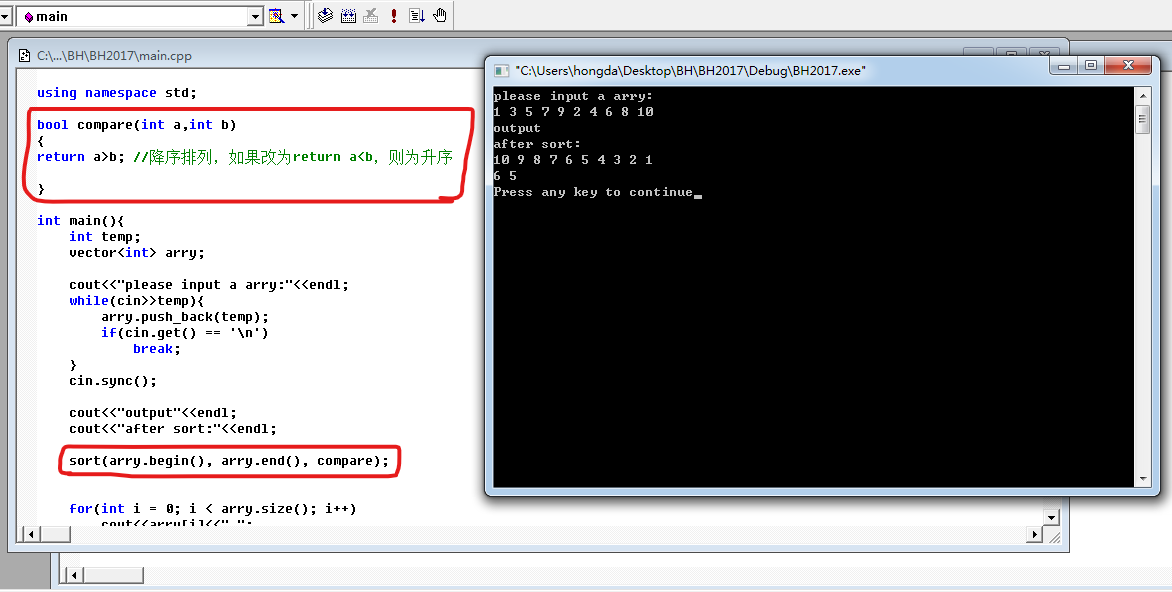 main
C:\...\BH\BH2017\main.cpp
using namespace std;
bool compare(int a,int b)
{
return a>b; //降序排列，如果改为return a<b，则为升序
}
int main(){
int temp;
vector<int> arry;
cout<<"please input a arry:"<<endl;
while(cin>>temp){
arry.push_back(temp);
if(cin.get() == '\n')
break;
}
cin.sync();
cout<<"output"<<endl;
cout<<"after sort:"<<endl;
sort(arry.begin(), arry.end(), compare);
for(int i = 0; i < arry.size(); i++)
cout<<arry[i]<<" ";
"C:\Users\hongda\Desktop\BH\BH2017\Debug\BH2017.exe"
please input a arry:
1 3 5 7 9 2 4 6 8 10
output
after sort:
10 9 8 7 6 5 4 3 2 1
6 5
Press any key to continue_